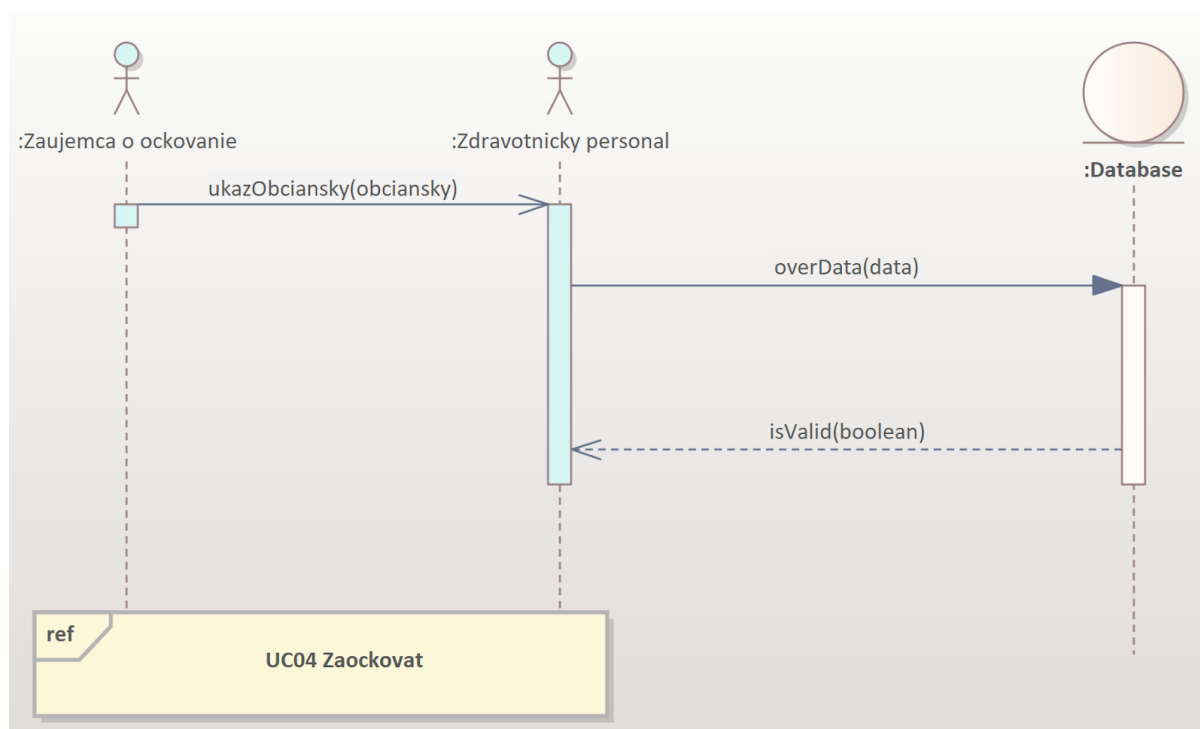 :Zaujemca o ockovanie
:Zdravotnicky personal
:Database
ukazObciansky(obciansky)
overData(data)
isValid(boolean)
ref
UC04 Zaockovat